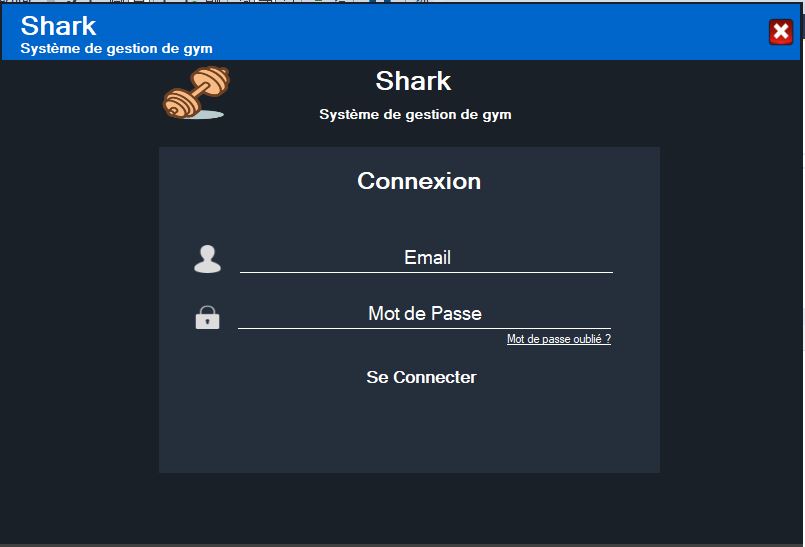 Shark
Système de gestion de gym
Shark
Système de gestion de gym
Connexion
Email
Mot de Passe
Mot de passe oublié ?
Se Connecter